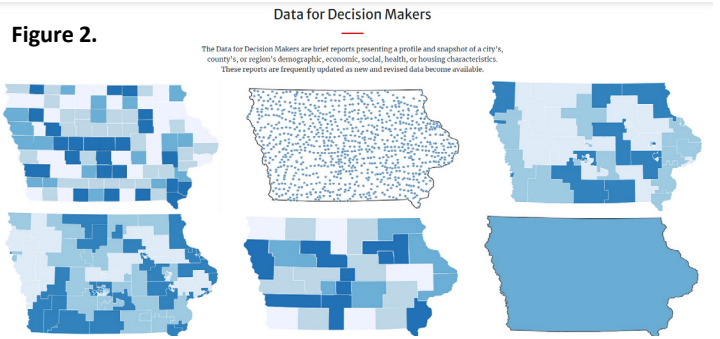 Data for Decision Makers
Figure 2.
The Data for Decision Makers are brief reports presenting a profile and snapshot of a city's,
county's, or region's demographic, economic, social, health, or housing characteristics.
These reports are frequently updated as new and revised data become available.